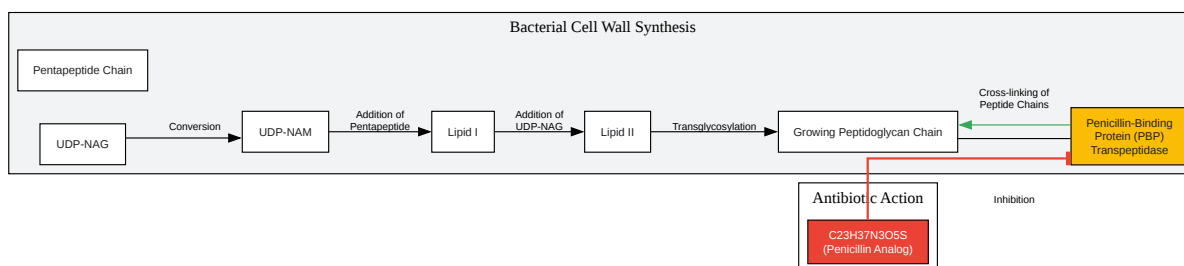 Bacterial Cell Wall Synthesis
Pentapeptide Chain
UDP-NAG
Conversion
UDP-NAM
Addition of
Pentapeptide
Lipid I
Addition of
UDP-NAG
Lipid II
Transglycosylation
Growing Peptidoglycan Chain
Cross-linking of
Peptide Chains
Penicillin-Binding
Protein (PBP)
Transpeptidase
Antibiotic Action
Inhibition
C23H37N3O5S
(Penicillin Analog)